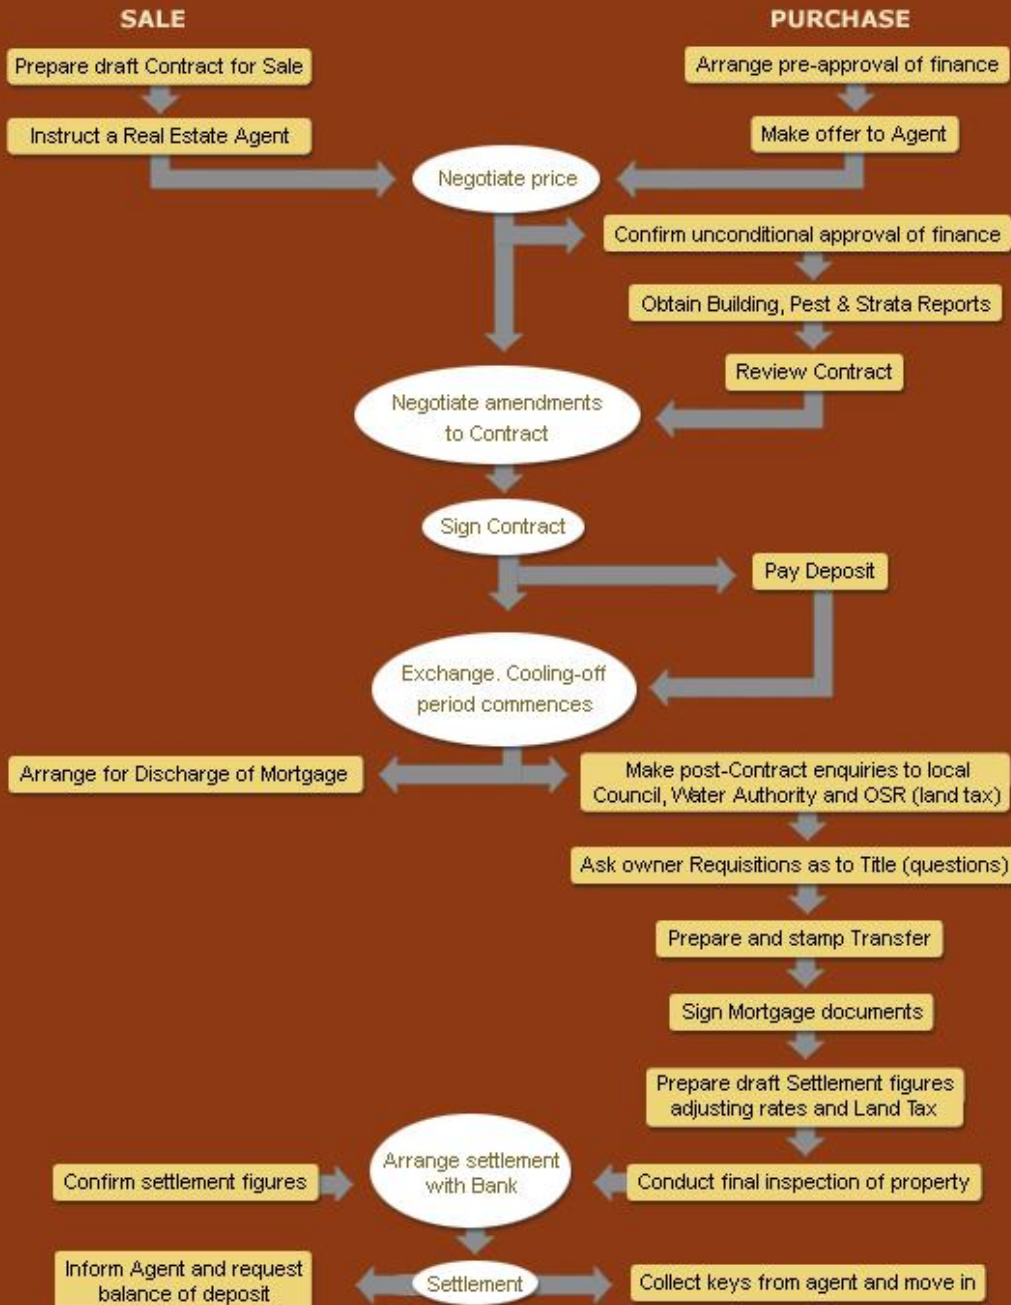 SALE
PURCHASE
Prepare draft Contract for Sale
Arrange pre-approval of finance
Instruct a Real Estate Agent
Make offer to Agent
Negotiate price
Confirm unconditional approval of finance
Obtain Building, Pest & Strata Reports
Review Contract
Negotiate amendments
to Contract
Sign Contract
Pay Deposit
Exchange. Cooling-off
period commences
Arrange for Discharge of Mortgage
Make post-Contract enquiries to local
Council, Water Authority and OSR (land tax)
Ask owner Requisitions as to Title (questions)
Prepare and stamp Transfer
Sign Mortgage documents
Prepare draft Settlement figures
adjusting rates and Land Tax
Arrange settlement
with Bank
Confirm settlement figures
Conduct final inspection of property
Inform Agent and request
balance of deposit
Settlement
Collect keys from agent and move in